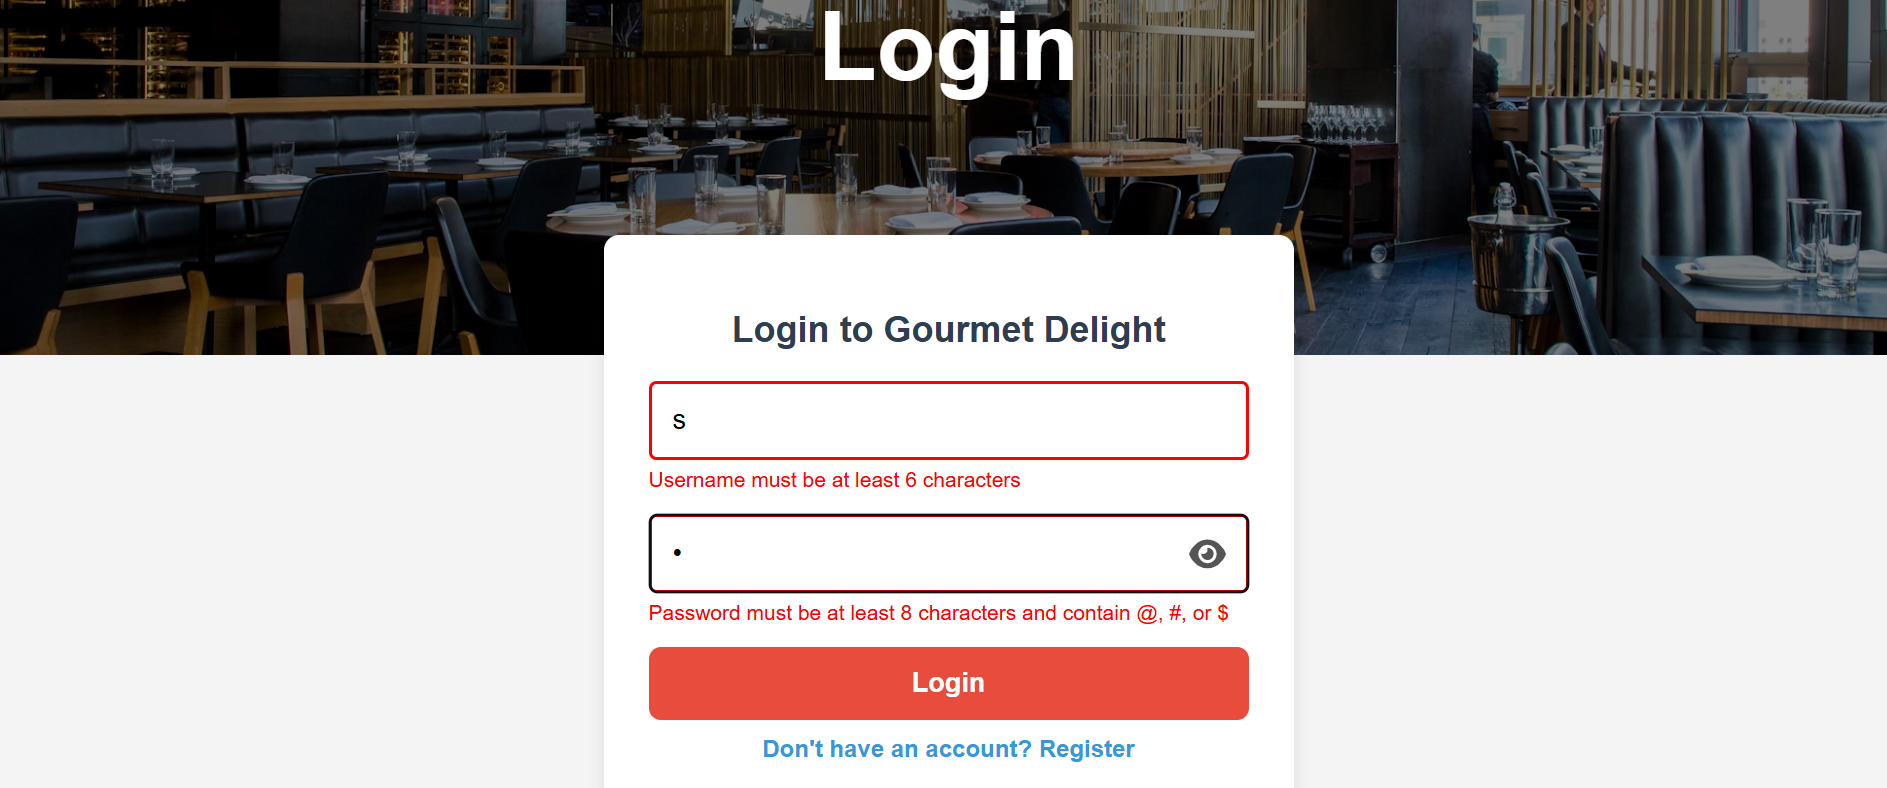 Login
Login to Gourmet Delight
s
Username must be at least 6 characters
•
Password must be at least 8 characters and contain @, #, or $
Login
Don't have an account? Register